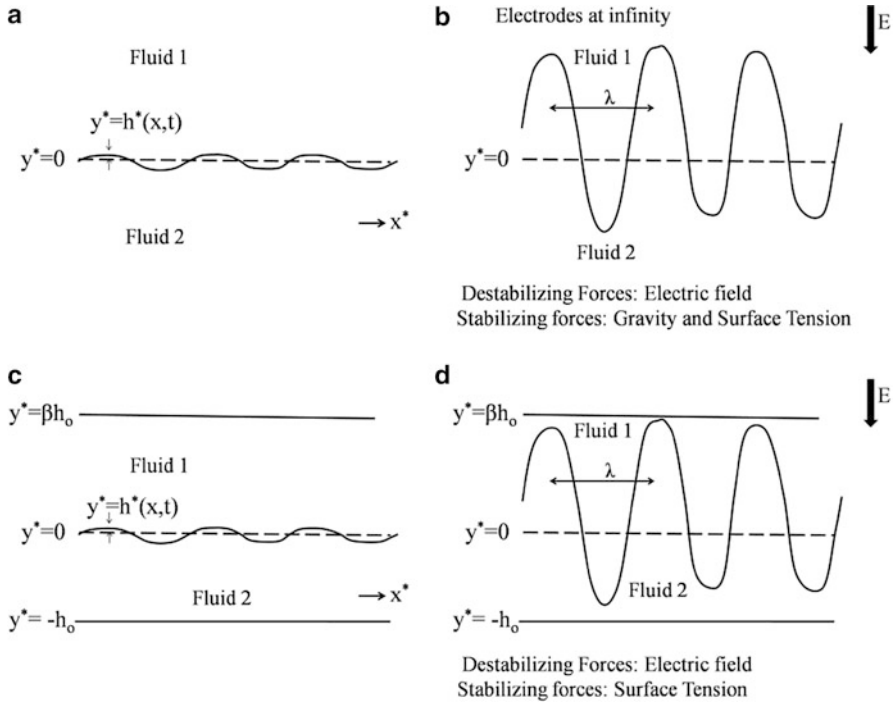 a
Fluid 1
y*=h*(x,t)
y*=0
x*
Fluid 2
b
Electrodes at infinity
E
Fluid 1
λ
y*=0
Fluid 2
Destabilizing Forces: Electric field
Stabilizing forces: Gravity and Surface Tension
c
y*=βho
Fluid 1
y*=h*(x,t)
y*=0
Fluid 2
x*
y*= -ho
d
E
y*=βho
Fluid 1
λ
y*=0
Fluid 2
y*= -ho
Destabilizing Forces: Electric field
Stabilizing forces: Surface Tension